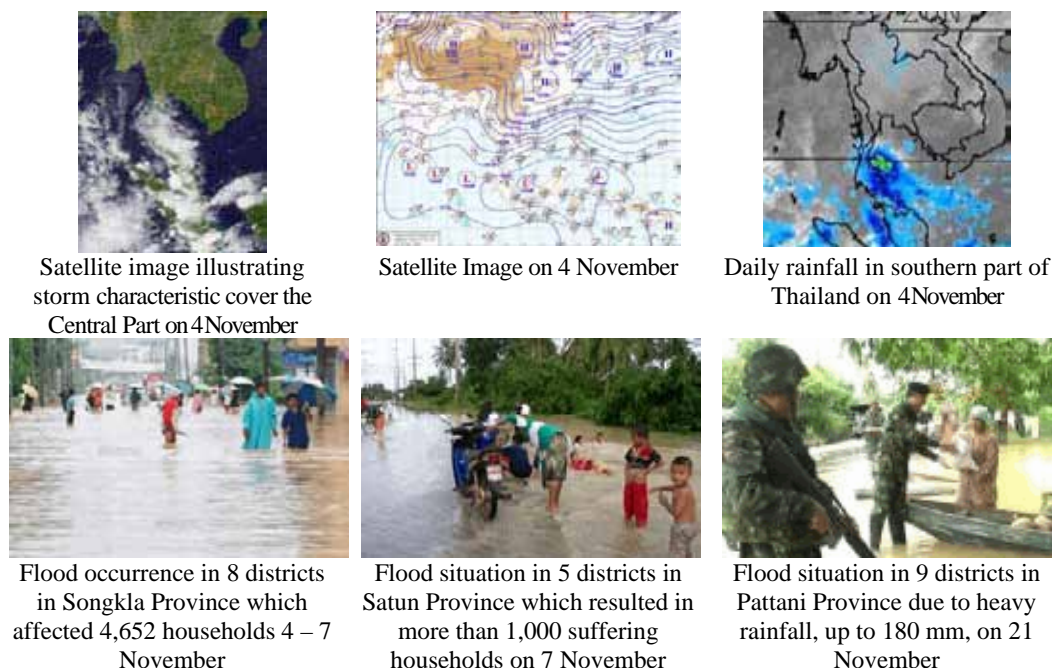 Satellite image illustrating
storm characteristic cover the
Central Part on 4November
Satellite Image on 4 November
Daily rainfall in southern part of
Thailand on 4November
Flood occurrence in 8 districts
in Songkla Province which
affected 4,652 households 4 – 7
November
Flood situation in 5 districts in
Satun Province which resulted in
more than 1,000 suffering
households on 7 November
Flood situation in 9 districts in
Pattani Province due to heavy
rainfall, up to 180 mm, on 21
November